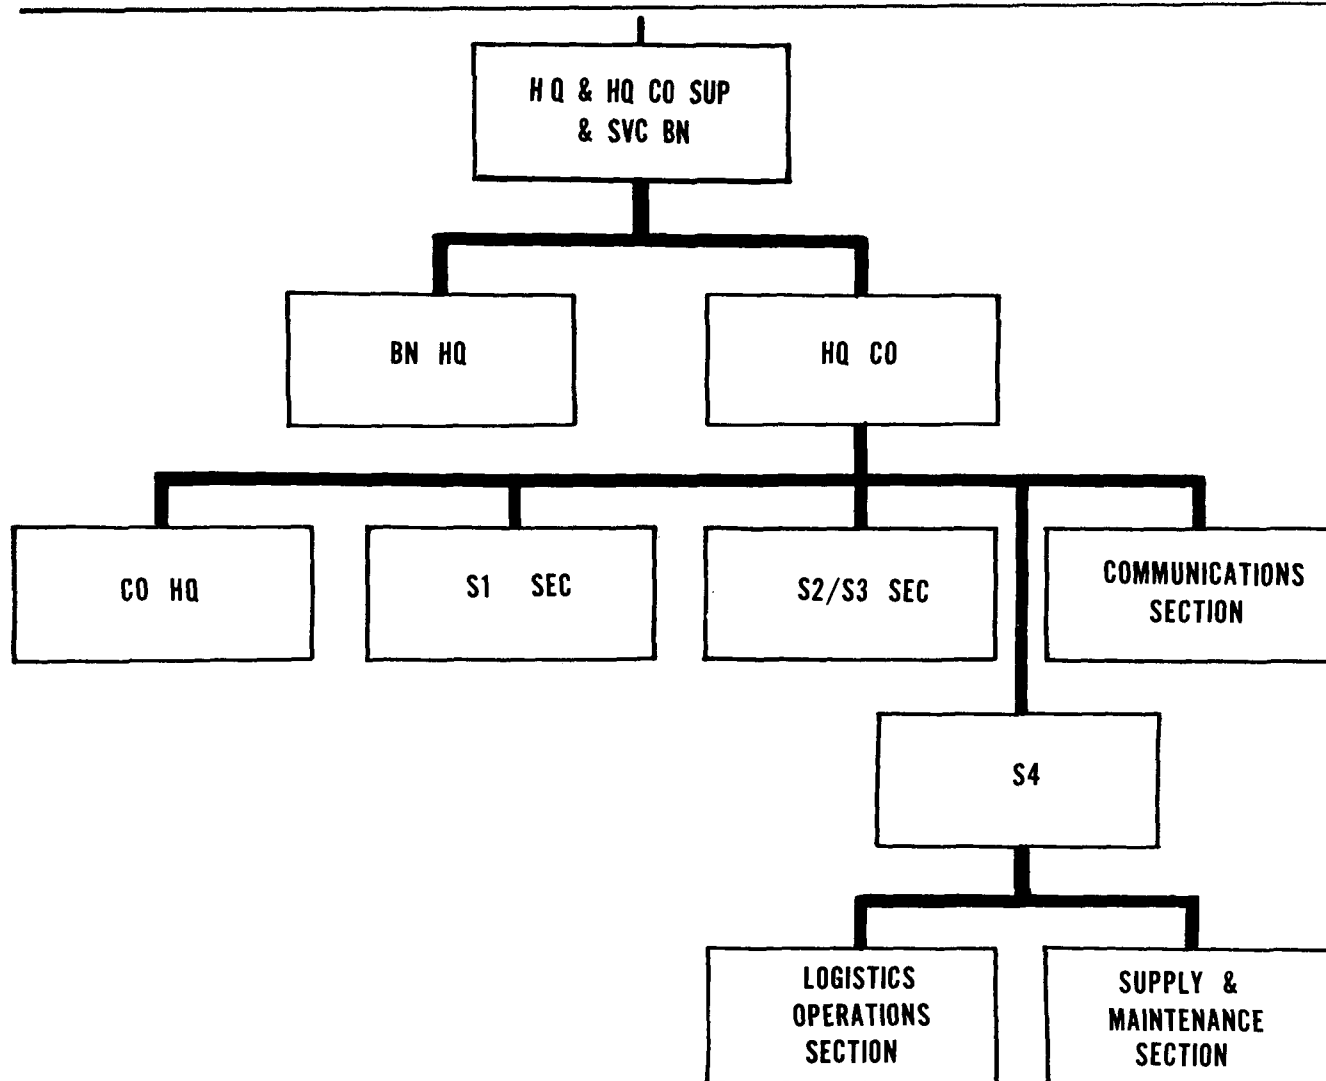 HQ & HQ CO SUP
& SVC BN
BN HQ
HQ CO
CO HQ
S1 SEC
S2/S3 SEC
COMMUNICATIONS
SECTION
S4
LOGISTICS
OPERATIONS
SECTION
SUPPLY &
MAINTENANCE
SECTION